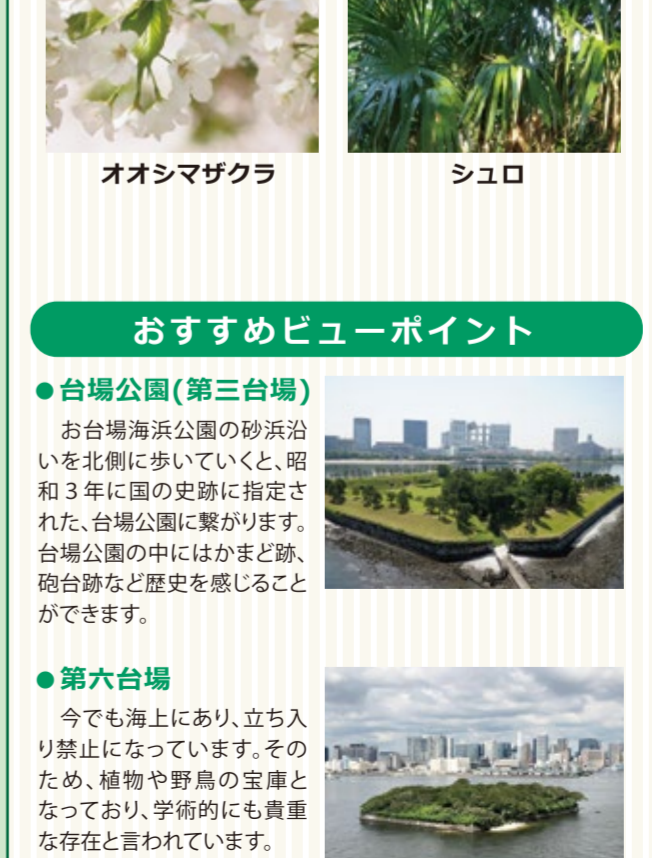 オオシマザクラ
シュロ
おすすめビューポイント
●台場公園(第三台場)
お台場海浜公園の砂浜沿
いを北側に歩いていくと、昭
和3年に国の史跡に指定さ
れた、台場公園に繋がります。
台場公園の中にはかまど跡、
砲台跡など歴史を感じること
ができます。
●第六台場
今でも海上にあり、立ち入
り禁止になっています。その
ため、植物や野鳥の宝庫と
なっており、学術的にも貴重
な存在と言われています。